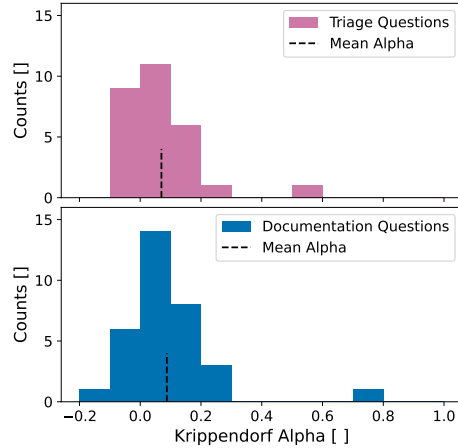 15
10
5
0
Counts []
Triage Questions
Mean Alpha
15
10
5
0
Counts []
Documentation Questions
Mean Alpha
−0.2 0.0 0.2 0.4 0.6 0.8 1.0
Krippendorf Alpha [ ]